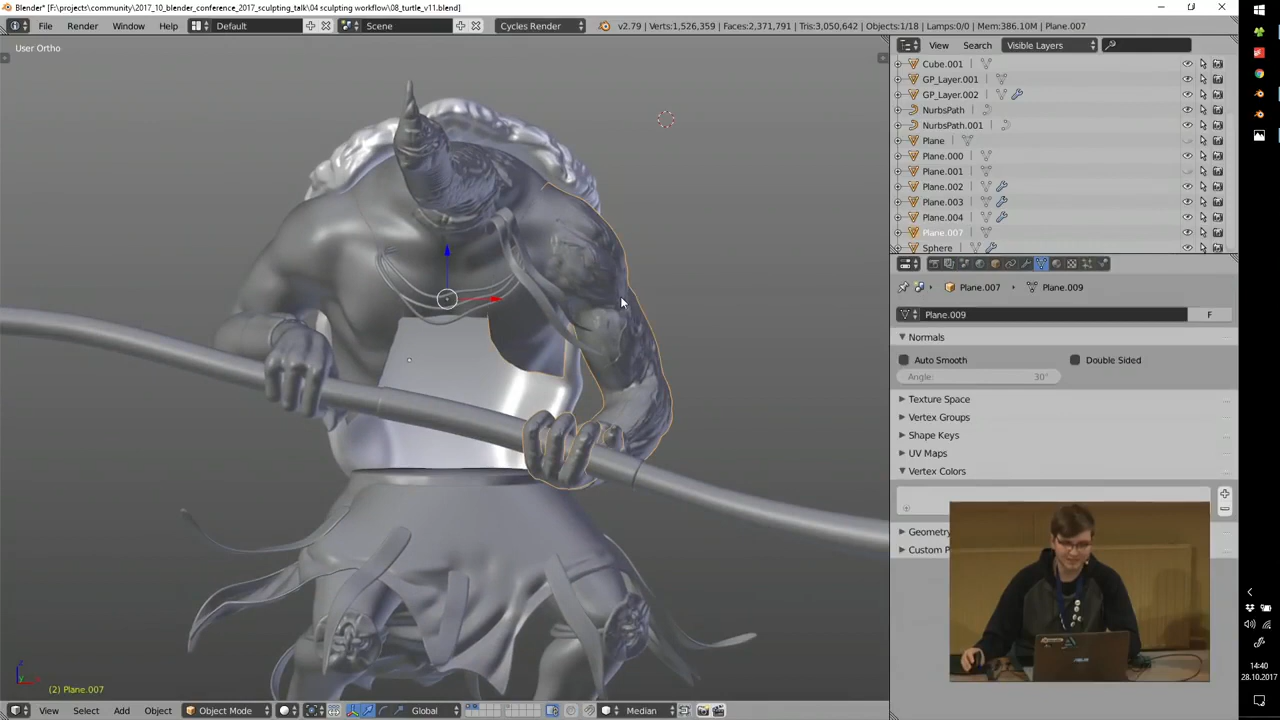 Blender* [F:\projects\community\2017_10_blender_conference_2017_sculpting_talk\04 sculpting workflow\08_turtle_v11.blend]
File Render Window Help Default Scene Cycles Render v2.79 | Verts:1,526,359 | Faces:2,371,791 | Tris:3,050,642 | Objects:1/18 | Lamps:0/0 | Mem:386.10M | Plane.007
User Ortho
View Search Visible Layers
Cube.001
GP_Layer.001
GP_Layer.002
NurbsPath
NurbsPath.001
Plane
Plane.000
Plane.001
Plane.002
Plane.003
Plane.004
Plane.007
Sphere
Plane.007 Plane.009
Plane.009 F
Normals
Auto Smooth Double Sided
Angle: 30°
Texture Space
Vertex Groups
Shape Keys
UV Maps
Vertex Colors
Geometry
Custom P
(2) Plane.007
View Select Add Object Object Mode Global Median
14:40
28.10.2017